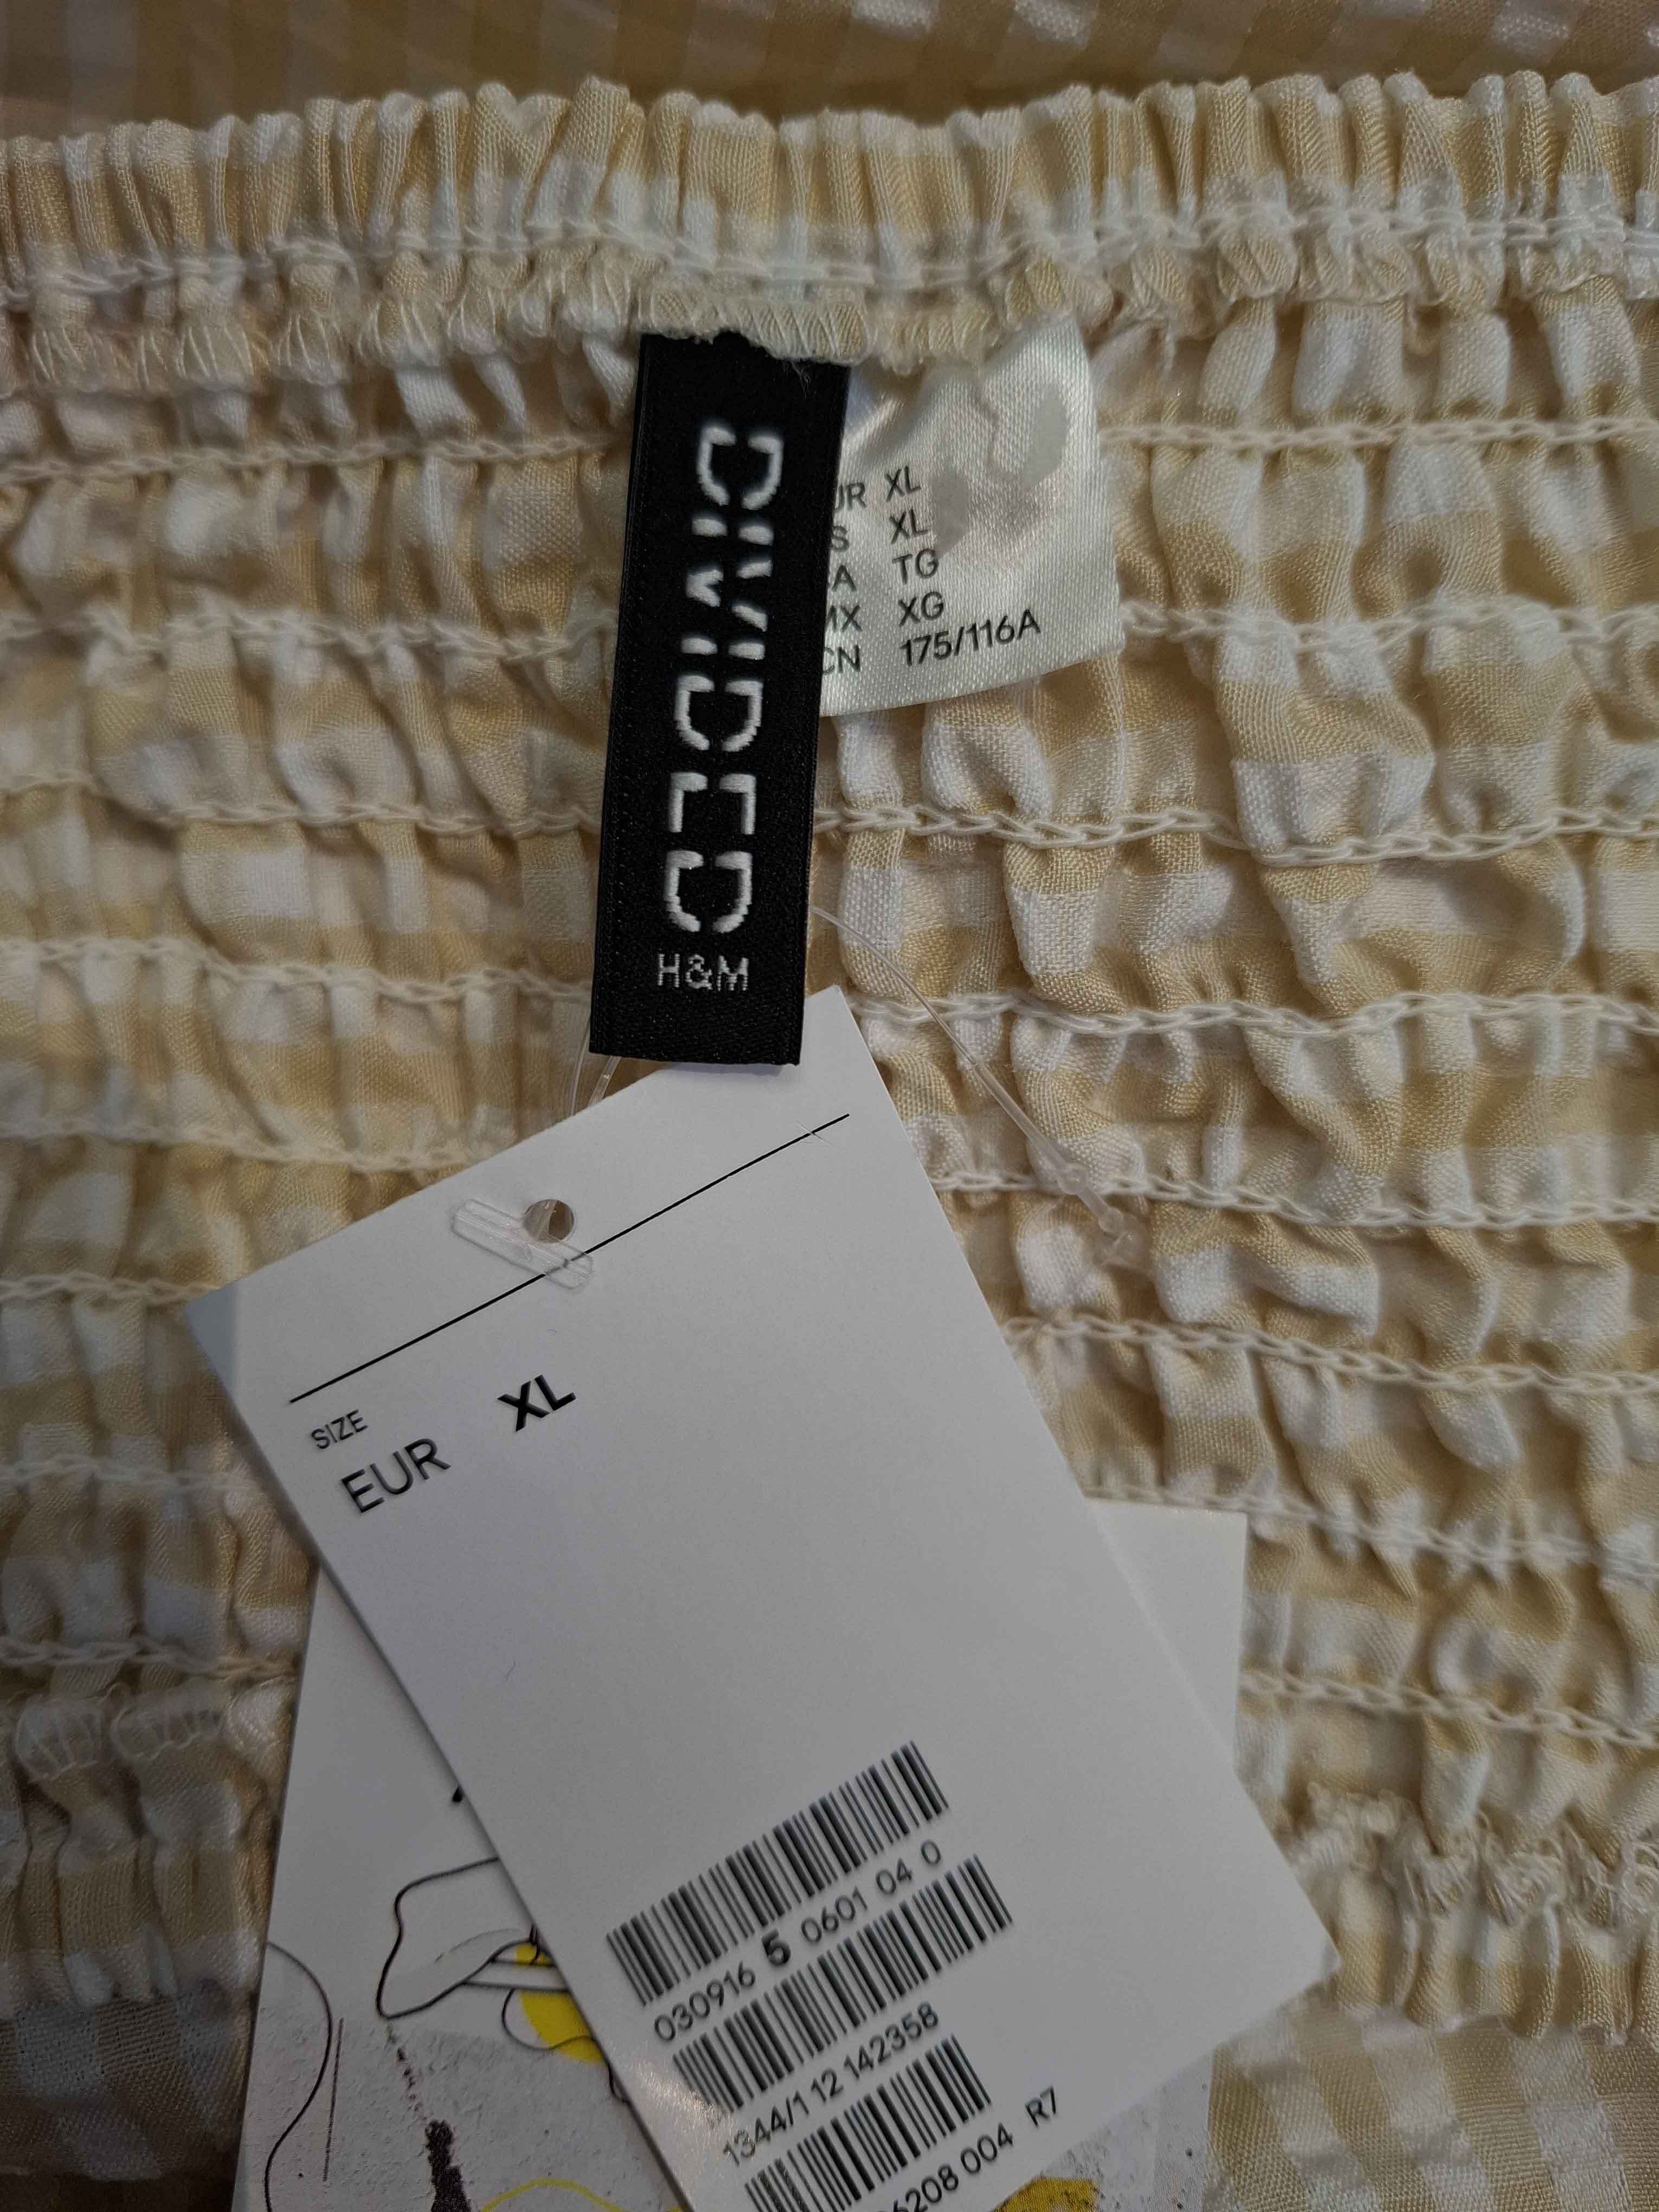 DIVIDED
H&M
UR XL
S XL
A TG
MX XG
CN 175/116A
SIZE
EUR XL
030916 5 0601 04 0
1344/1 12 142358
6208 004 R7